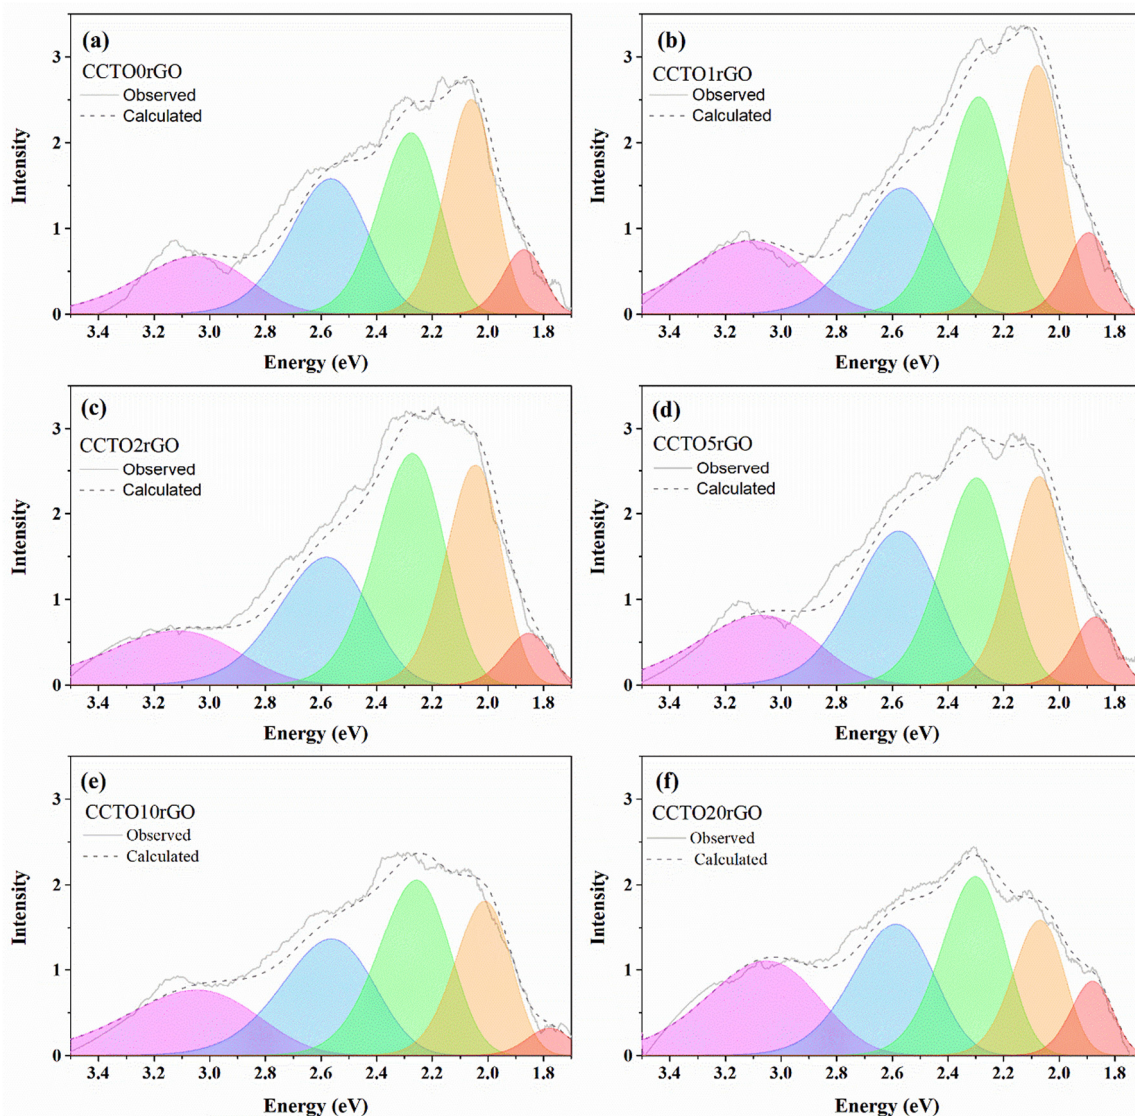 (a)
CCTO0rGO
Observed
Calculated
Intensity
3
2
1
0
3.4 3.2 3.0 2.8 2.6 2.4 2.2 2.0 1.8
Energy (eV)
(b)
CCTO1rGO
Observed
Calculated
Intensity
3
2
1
0
3.4 3.2 3.0 2.8 2.6 2.4 2.2 2.0 1.8
Energy (eV)
(c)
CCTO2rGO
Observed
Calculated
Intensity
3
2
1
0
3.4 3.2 3.0 2.8 2.6 2.4 2.2 2.0 1.8
Energy (eV)
(d)
CCTO5rGO
Observed
Calculated
Intensity
3
2
1
0
3.4 3.2 3.0 2.8 2.6 2.4 2.2 2.0 1.8
Energy (eV)
(e)
CCTO10rGO
Observed
Calculated
Intensity
3
2
1
0
3.4 3.2 3.0 2.8 2.6 2.4 2.2 2.0 1.8
Energy (eV)
(f)
CCTO20rGO
Observed
Calculated
Intensity
3
2
1
0
3.4 3.2 3.0 2.8 2.6 2.4 2.2 2.0 1.8
Energy (eV)